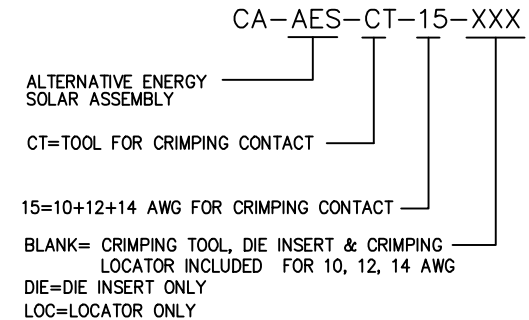 CA-AES-CT-15-XXX
ALTERNATIVE ENERGY
SOLAR ASSEMBLY
CT=TOOL FOR CRIMPING CONTACT
15=10+12+14 AWG FOR CRIMPING CONTACT
BLANK= CRIMPING TOOL, DIE INSERT & CRIMPING
LOCATOR INCLUDED FOR 10, 12, 14 AWG
DIE=DIE INSERT ONLY
LOC=LOCATOR ONLY